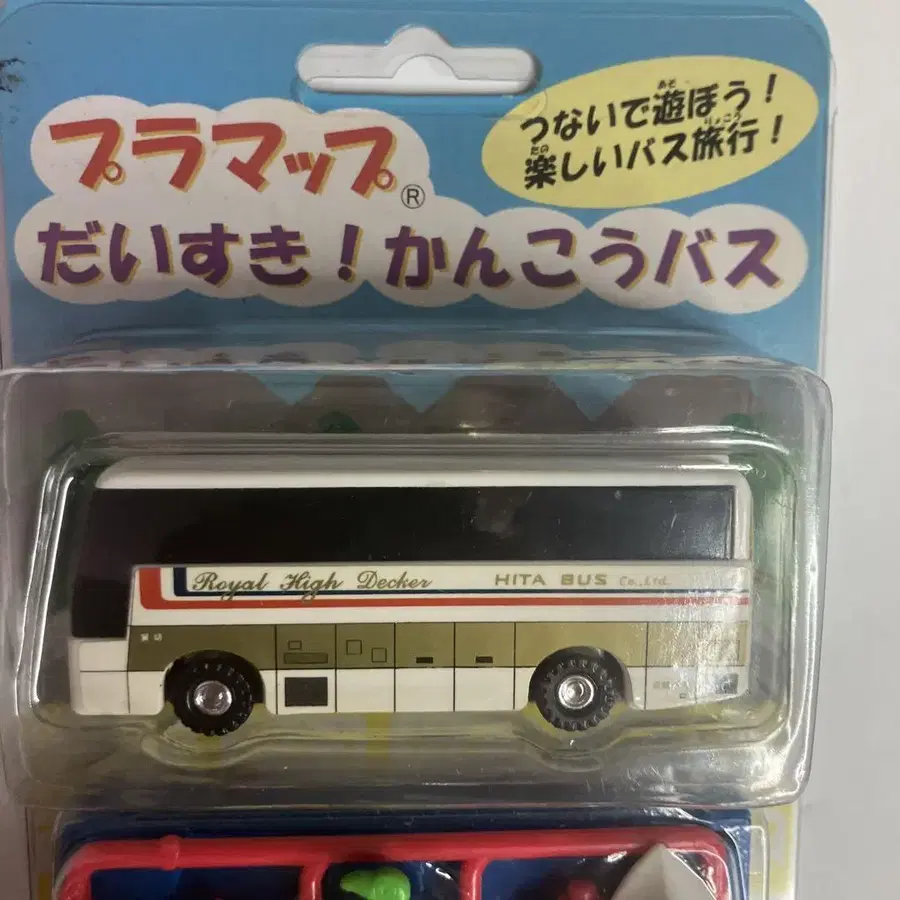 つないで遊ぼう!
楽しいバス旅行!
プラマップ®
だいすき!かんこうバス
Royal High Decker
HITA BUS Co.,Ltd.